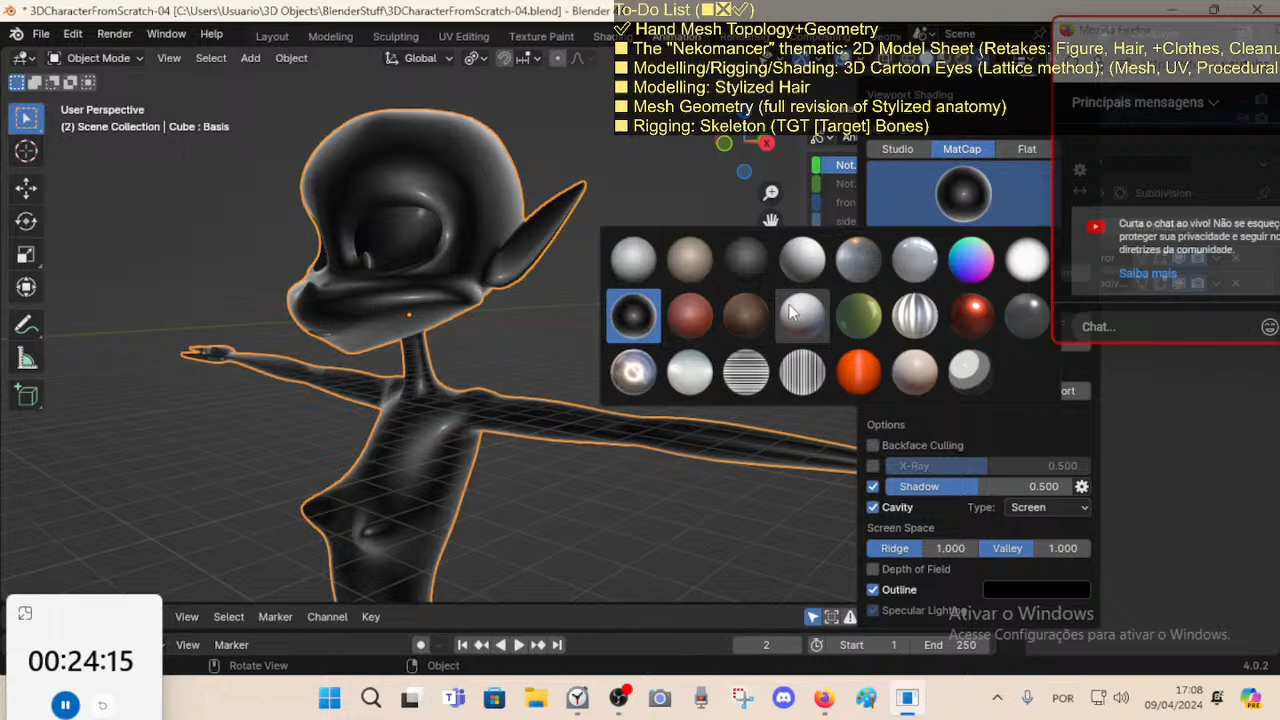 * 3DCharacterFromScratch-04 [C:\Users\Usuario\3D Objects\BlenderStuff\3DCharacterFromScratch-04.blend] - Blender
To-Do List (■☒✓)
✓ Hand Mesh Topology+Geometry
■ The "Nekomancer" thematic: 2D Model Sheet (Retakes: Figure, Hair, +Clothes, Clean
■ Modelling/Rigging/Shading: 3D Cartoon Eyes (Lattice method); (Mesh, UV, Procedural
■ Modelling: Stylized Hair
■ Mesh Geometry (full revision of Stylized anatomy)
■ Rigging: Skeleton (TGT [Target] Bones)
File Edit Render Window Help Layout Modeling Sculpting UV Editing Texture Paint
Scene
Mozilla Firefox
Object Mode View Select Add Object Global
Viewport Shading
Principais mensagens
User Perspective
(2) Scene Collection | Cube : Basis
X
Studio MatCap Flat
Not.
Not.
fron
side
Subdivision
Curta o chat ao vivo! Não se esqueç
proteger sua privacidade e seguir no
diretrizes da comunidade.
Saiba mais
Chat...
ort
Options
Backface Culling
X-Ray 0.500
Shadow 0.500
Cavity Type: Screen
Screen Space
Ridge 1.000 Valley 1.000
Depth of Field
Outline
Specular Lighting
Ativar o Windows
Acesse Configurações para ativar o Windows.
View Select Marker Channel Key
View Marker 2 Start 1 End 250
Rotate View Object 4.0.2
00:24:15
POR
17:08
09/04/2024
PRE